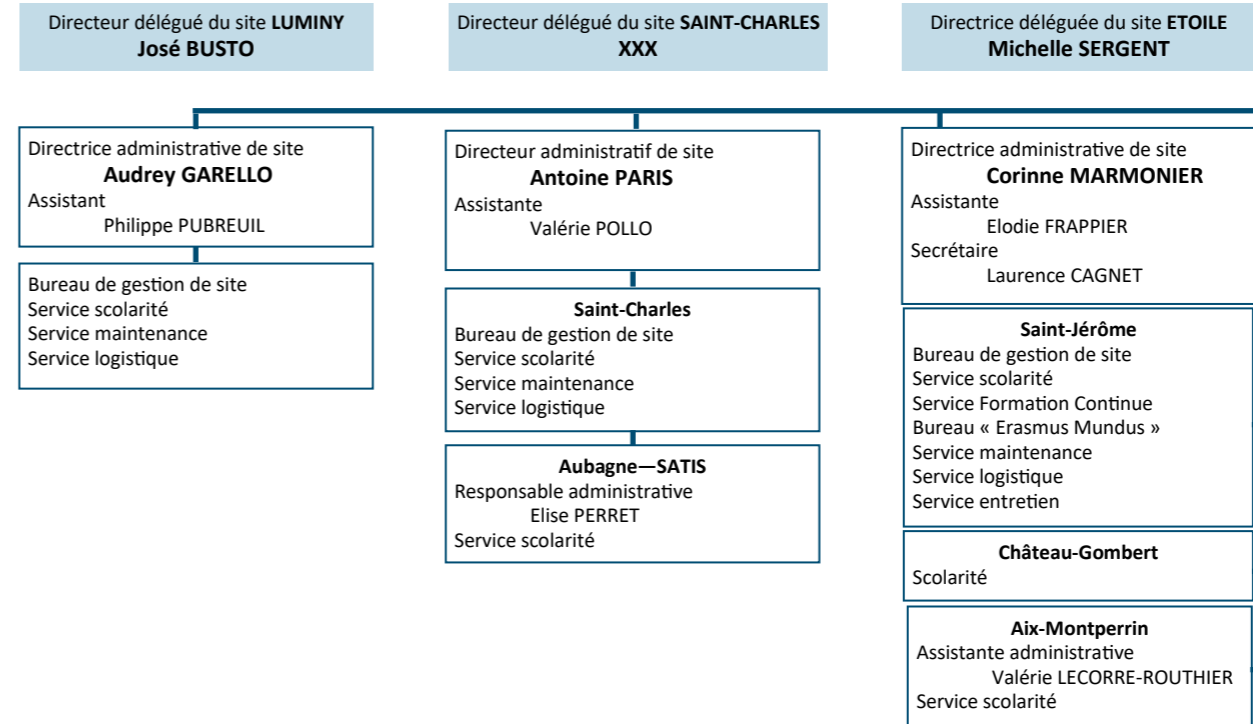 Directeur délégué du site LUMINY
José BUSTO
Directeur délégué du site SAINT-CHARLES
XXX
Directrice déléguée du site ETOILE
Michelle SERGENT
Directrice administrative de site
Audrey GARELLO
Assistant
Philippe PUBREUIL
Bureau de gestion de site
Service scolarité
Service maintenance
Service logistique
Directeur administratif de site
Antoine PARIS
Assistante
Valérie POLLO
Saint-Charles
Bureau de gestion de site
Service scolarité
Service maintenance
Service logistique
Aubagne—SATIS
Responsable administrative
Elise PERRET
Service scolarité
Directrice administrative de site
Corinne MARMONIER
Assistante
Elodie FRAPPIER
Secrétaire
Laurence CAGNET
Saint-Jérôme
Bureau de gestion de site
Service scolarité
Service Formation Continue
Bureau « Erasmus Mundus »
Service maintenance
Service logistique
Service entretien
Château-Gombert
Scolarité
Aix-Montperrin
Assistante administrative
Valérie LECORRE-ROUTHIER
Service scolarité